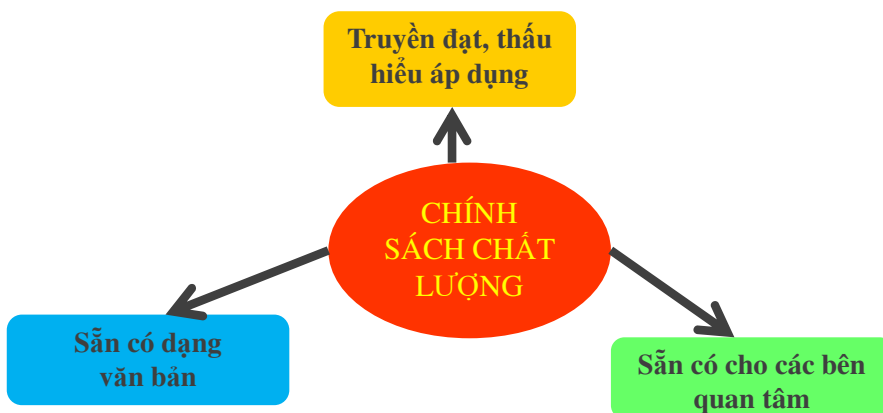 Truyền đạt, thấu
hiểu áp dụng
CHÍNH
SÁCH CHẤT
LƯỢNG
Sẵn có dạng
văn bản
Sẵn có cho các bên
quan tâm